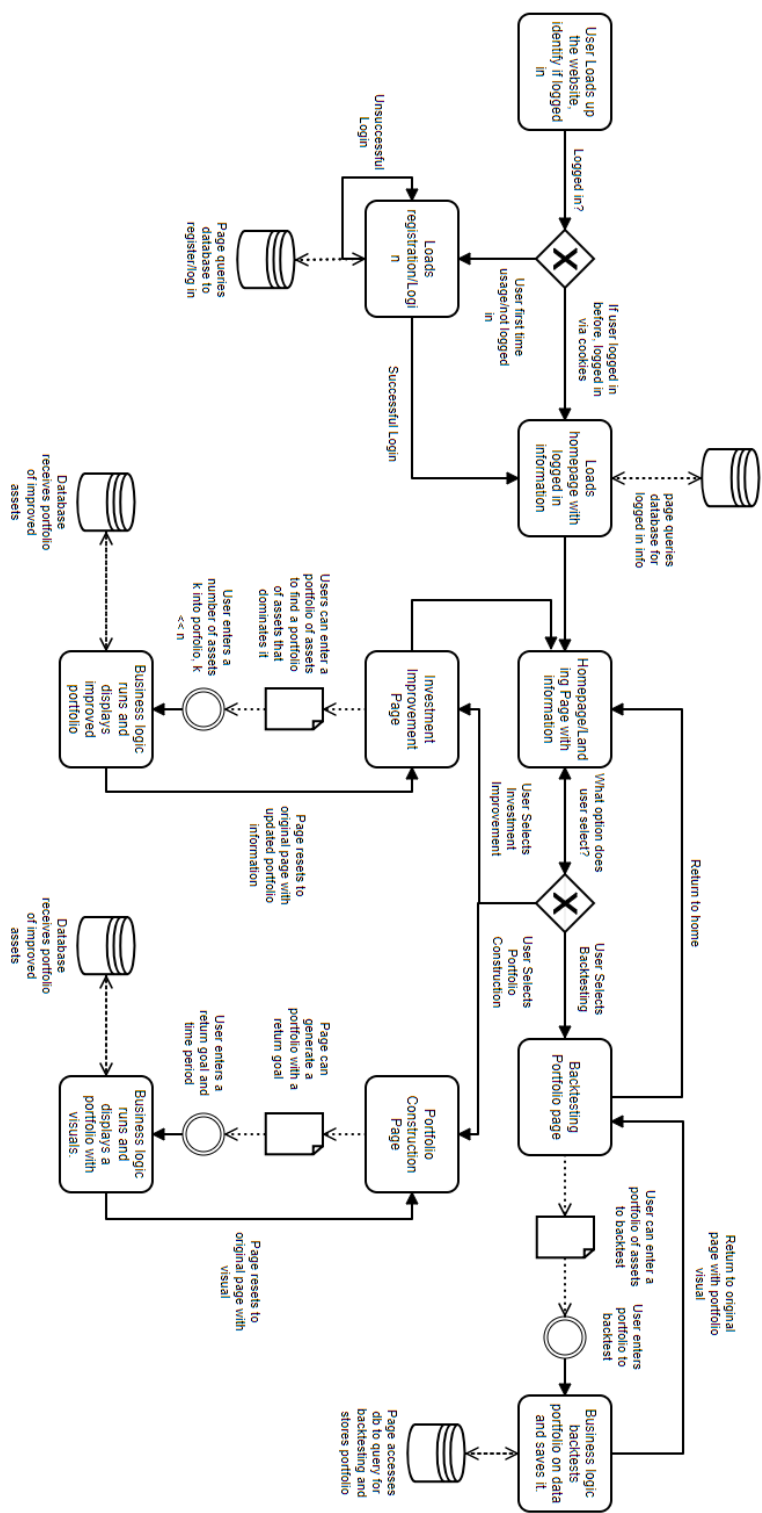 User Loads up
the website,
identify if logged
in
Logged in?
If user logged in
before, logged in
via cookies
User first time
usage/not logged
in
Unsuccessful
Login
Loads
registration/Logi
n
Page queries
database to
register/log in
Successful Login
Loads
homepage with
logged in
information
page queries
database for
logged in info
Homepage/Land
ing Page with
information
What option does
user select?
Return to home
User Selects
Backtesting
User Selects
Investment
Improvement
User Selects
Portfolio
Construction
Backtesting
Portfolio page
User can enter a
portfolio of assets
to backtest
User enters
portfolio to
backtest
Business logic
backtests
portfolio on data
and saves it.
Return to original
page with portfolio
visual
Page accesses
db to query for
backtesting and
stores portfolio
Investment
Improvement
Page
Users can enter a
portfolio of assets
to find a portfolio
of assets that
dominates it
User enters a
number of assets
k into porfolio, k
<< n
Business logic
runs and
displays
improved
portfolio
Database
receives portfolio
of improved
assets
Page resets to
original page with
updated portfolio
information
Portfolio
Construction
Page
Page can
generate a
portfolio with a
return goal
User enters a
return goal and
time period
Business logic
runs and
displays a
portfolio with
visuals.
Database
receives portfolio
of improved
assets
Page resets to
original page with
visual